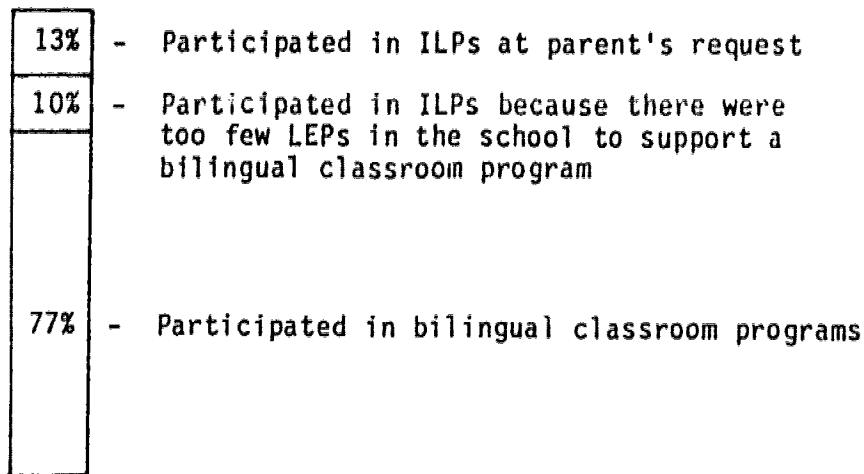 13% - Participated in ILPs at parent's request
10% - Participated in ILPs because there were
too few LEPs in the school to support a
bilingual classroom program
77% - Participated in bilingual classroom programs